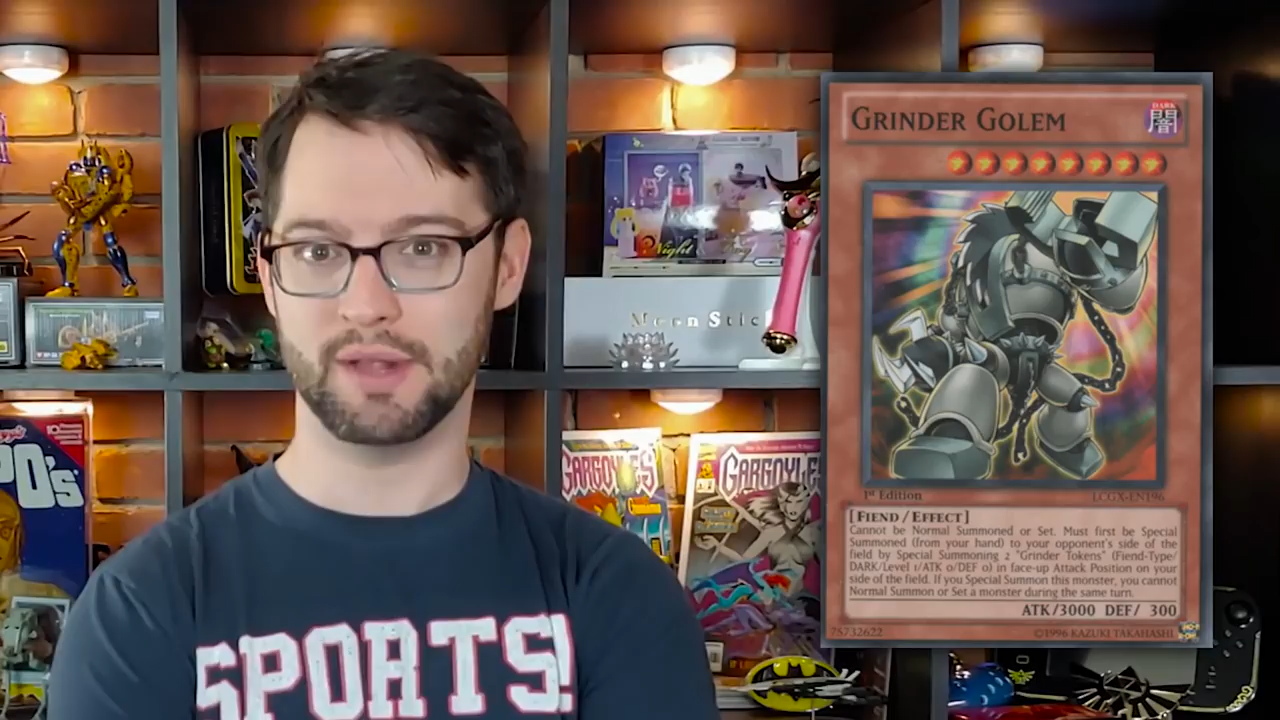 GRINDER GOLEM
DARK
闇
1st Edition
LCGX-EN196
[FIEND/EFFECT]
Cannot be Normal Summoned or Set. Must first be Special
Summoned (from your hand) to your opponent's side of the
field by Special Summoning 2 "Grinder Tokens" (Fiend-Type/
DARK/Level 1/ATK 0/DEF 0) in face-up Attack Position on your
side of the field. If you Special Summon this monster, you cannot
Normal Summon or Set a monster during the same turn.
ATK/3000 DEF/ 300
75732622
©1996 KAZUKI TAKAHASHI
Night
Moon Stic
GARGOYLES
GARGOYLE
PO's
SPORTS!